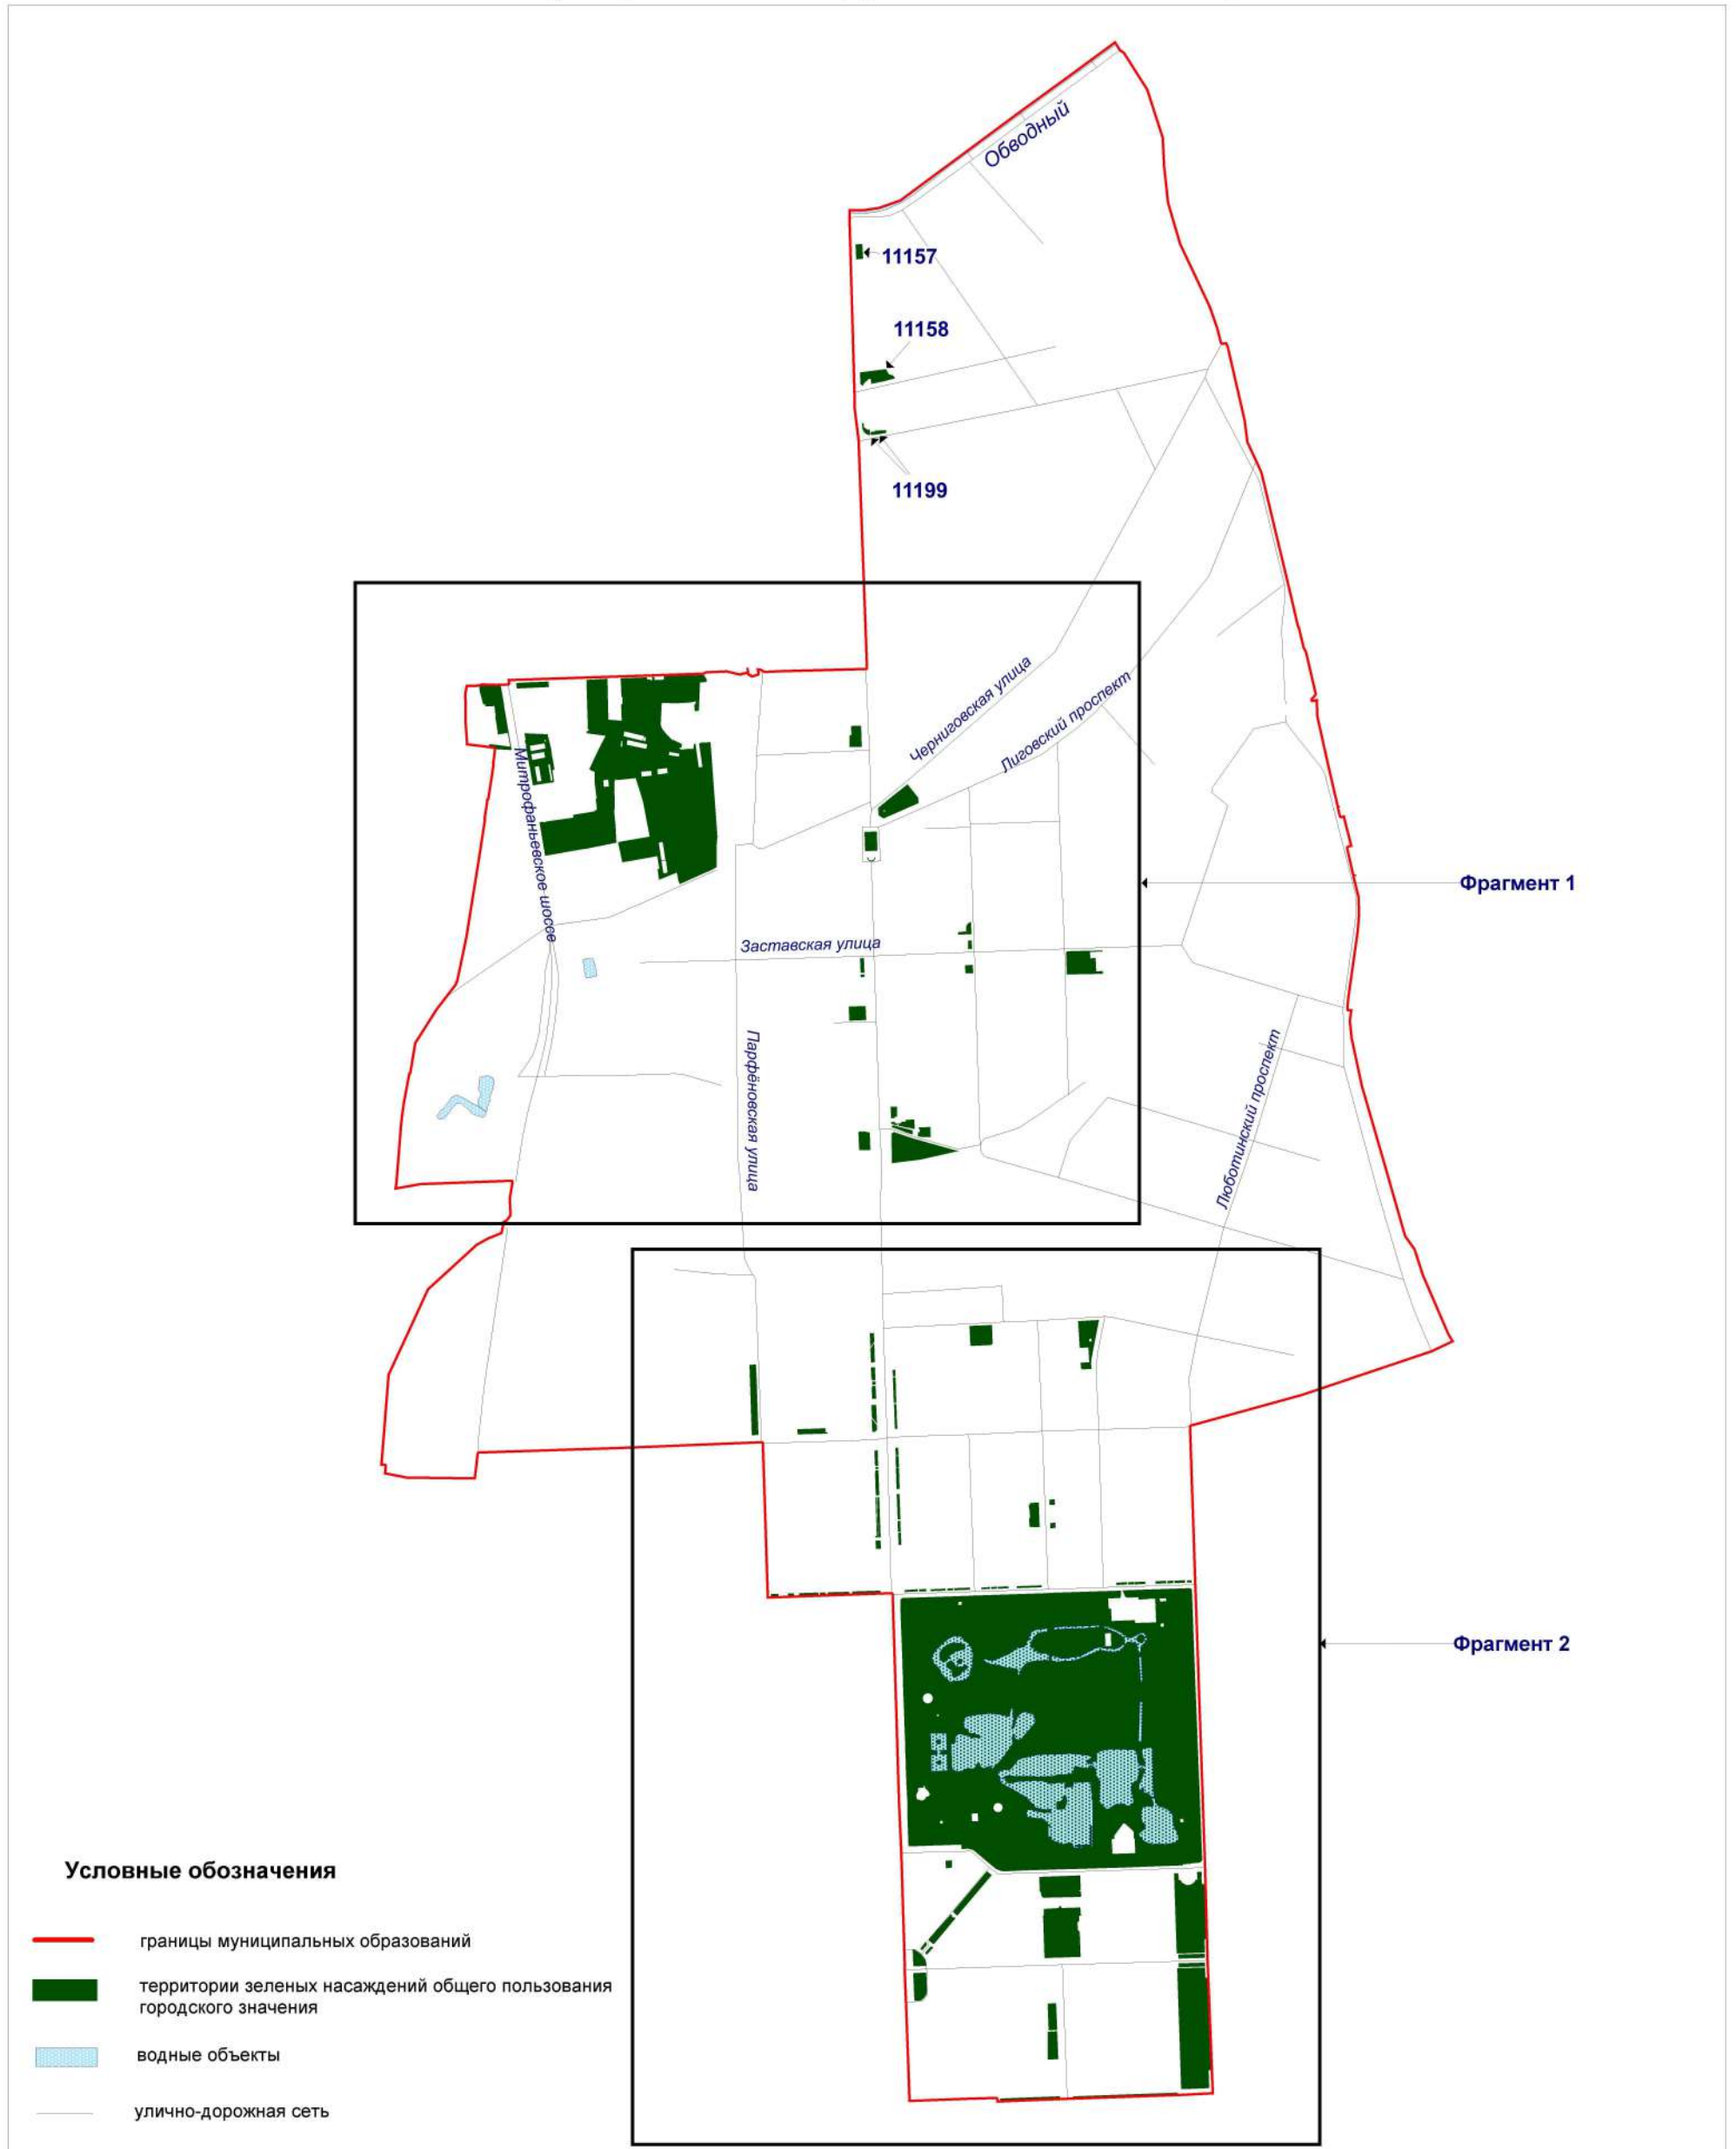 Обводный
11157
11158
11199
Черниговская улица
Лиговский проспект
Митрофаньевское шоссе
Фрагмент 1
Заставская улица
Парфёновская улица
Люботинский проспект
Фрагмент 2
Условные обозначения
границы муниципальных образований
территории зеленых насаждений общего пользования
городского значения
водные объекты
улично-дорожная сеть